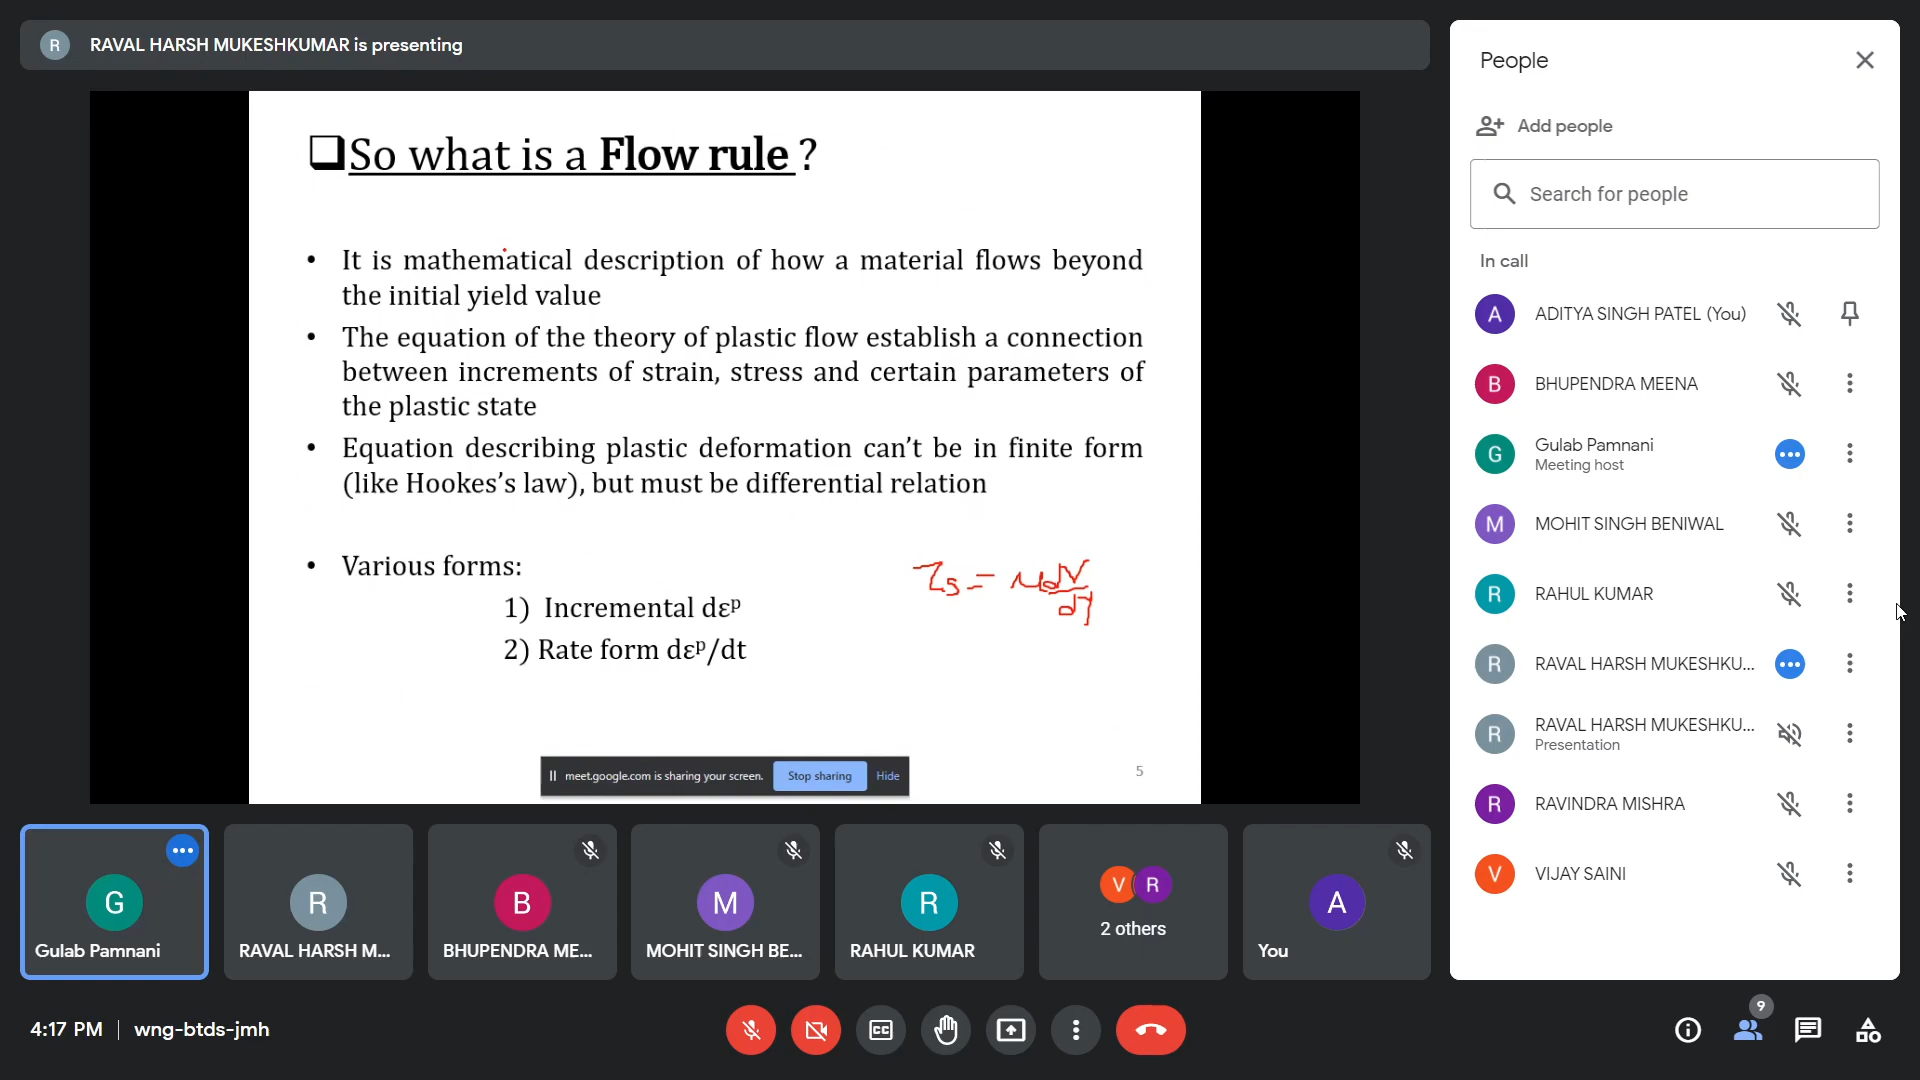 R RAVAL HARSH MUKESHKUMAR is presenting
So what is a Flow rule ?
• It is mathematical description of how a material flows beyond
the initial yield value
• The equation of the theory of plastic flow establish a connection
between increments of strain, stress and certain parameters of
the plastic state
• Equation describing plastic deformation can't be in finite form
(like Hookes's law), but must be differential relation
• Various forms:
1) Incremental dεᵖ
2) Rate form dεᵖ/dt
τs = μ dV/dy
meet.google.com is sharing your screen. Stop sharing Hide
5
People
Add people
Search for people
In call
A ADITYA SINGH PATEL (You)
B BHUPENDRA MEENA
G Gulab Pamnani
Meeting host
M MOHIT SINGH BENIWAL
R RAHUL KUMAR
R RAVAL HARSH MUKESHKU...
R RAVAL HARSH MUKESHKU...
Presentation
R RAVINDRA MISHRA
V VIJAY SAINI
G
Gulab Pamnani
R
RAVAL HARSH M...
B
BHUPENDRA ME...
M
MOHIT SINGH BE...
R
RAHUL KUMAR
V R
2 others
A
You
4:17 PM | wng-btds-jmh
CC
9